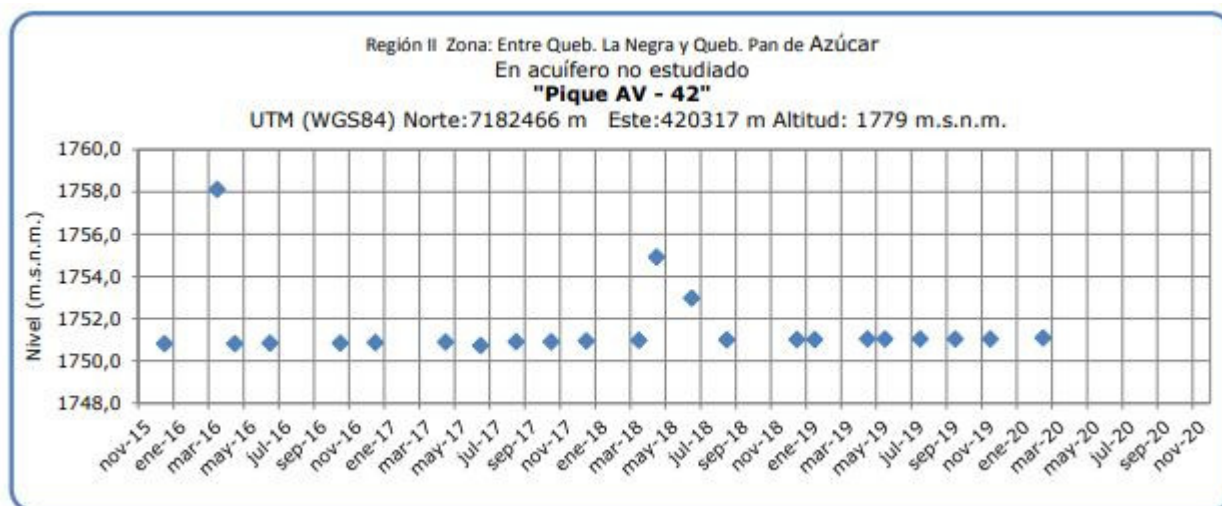 Región II Zona: Entre Queb. La Negra y Queb. Pan de Azúcar
En acuífero no estudiado
"Pique AV - 42"
UTM (WGS84) Norte:7182466 m Este:420317 m Altitud: 1779 m.s.n.m.
Nivel (m.s.n.m.)
1760,0
1758,0
1756,0
1754,0
1752,0
1750,0
1748,0
nov-15
ene-16
mar-16
may-16
jul-16
sep-16
nov-16
ene-17
mar-17
may-17
jul-17
sep-17
nov-17
ene-18
mar-18
may-18
jul-18
sep-18
nov-18
ene-19
mar-19
may-19
jul-19
sep-19
nov-19
ene-20
mar-20
may-20
jul-20
sep-20
nov-20